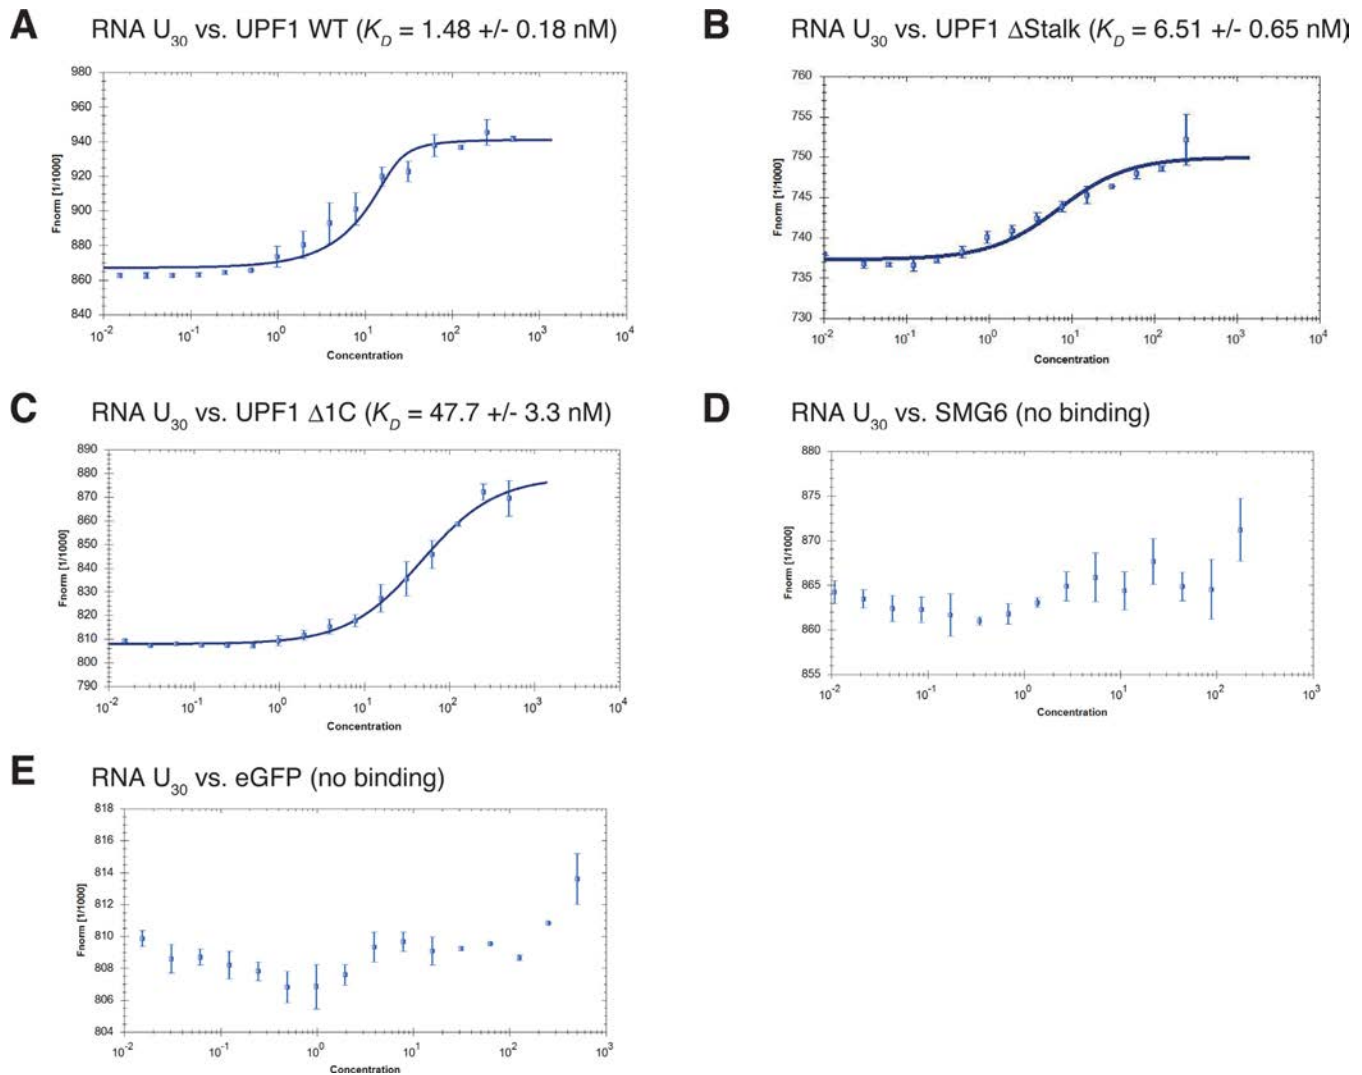 A RNA U30 vs. UPF1 WT (KD = 1.48 +/- 0.18 nM)
980
960
940
920
900
880
860
840
Fnorm [1/1000]
10-2 10-1 100 101 102 103 104
Concentration
B RNA U30 vs. UPF1 ΔStalk (KD = 6.51 +/- 0.65 nM)
760
755
750
745
740
735
730
Fnorm [1/1000]
10-2 10-1 100 101 102 103 104
Concentration
C RNA U30 vs. UPF1 Δ1C (KD = 47.7 +/- 3.3 nM)
890
880
870
860
850
840
830
820
810
800
790
Fnorm [1/1000]
10-2 10-1 100 101 102 103 104
Concentration
D RNA U30 vs. SMG6 (no binding)
880
875
870
865
860
855
Fnorm [1/1000]
10-2 10-1 100 101 102 103
Concentration
E RNA U30 vs. eGFP (no binding)
818
816
814
812
810
808
806
804
Fnorm [1/1000]
10-2 10-1 100 101 102 103
Concentration